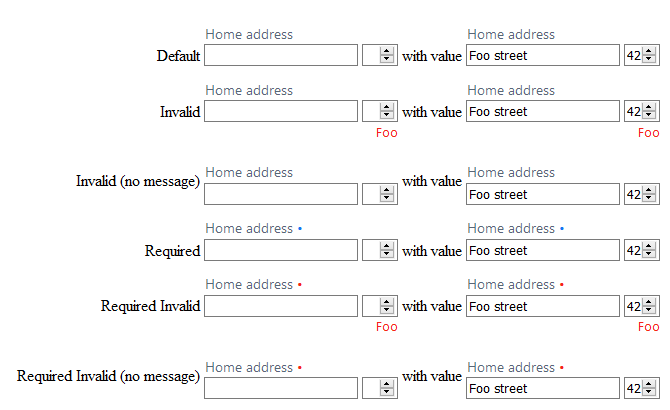 Home address Home address
Default with value Foo street 42
Home address Home address
Invalid with value Foo street 42
Foo Foo
Home address Home address
Invalid (no message) with value Foo street 42
Home address • Home address •
Required with value Foo street 42
Home address • Home address •
Required Invalid with value Foo street 42
Foo Foo
Home address • Home address •
Required Invalid (no message) with value Foo street 42